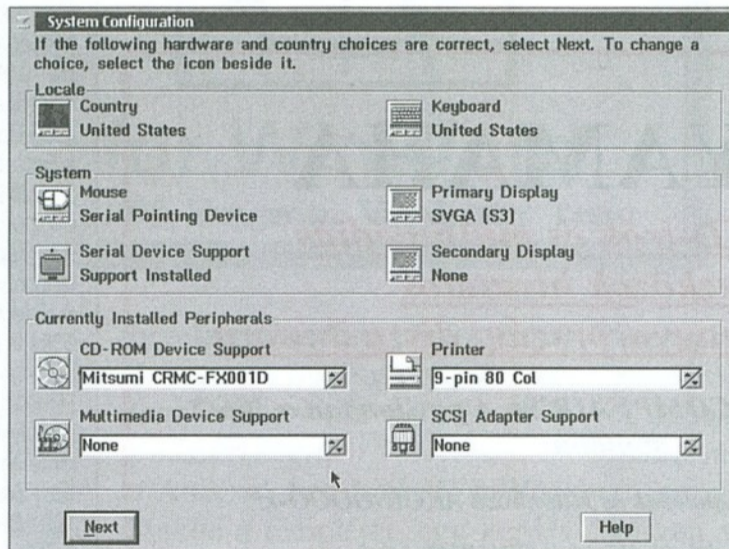 System Configuration
If the following hardware and country choices are correct, select Next. To change a
choice, select the icon beside it.
Locale
Country
United States
Keyboard
United States
System
Mouse
Serial Pointing Device
Primary Display
SVGA (S3)
Serial Device Support
Support Installed
Secondary Display
None
Currently Installed Peripherals
CD-ROM Device Support
Mitsumi CRMC-FX001D
Printer
9-pin 80 Col
Multimedia Device Support
None
SCSI Adapter Support
None
Next
Help